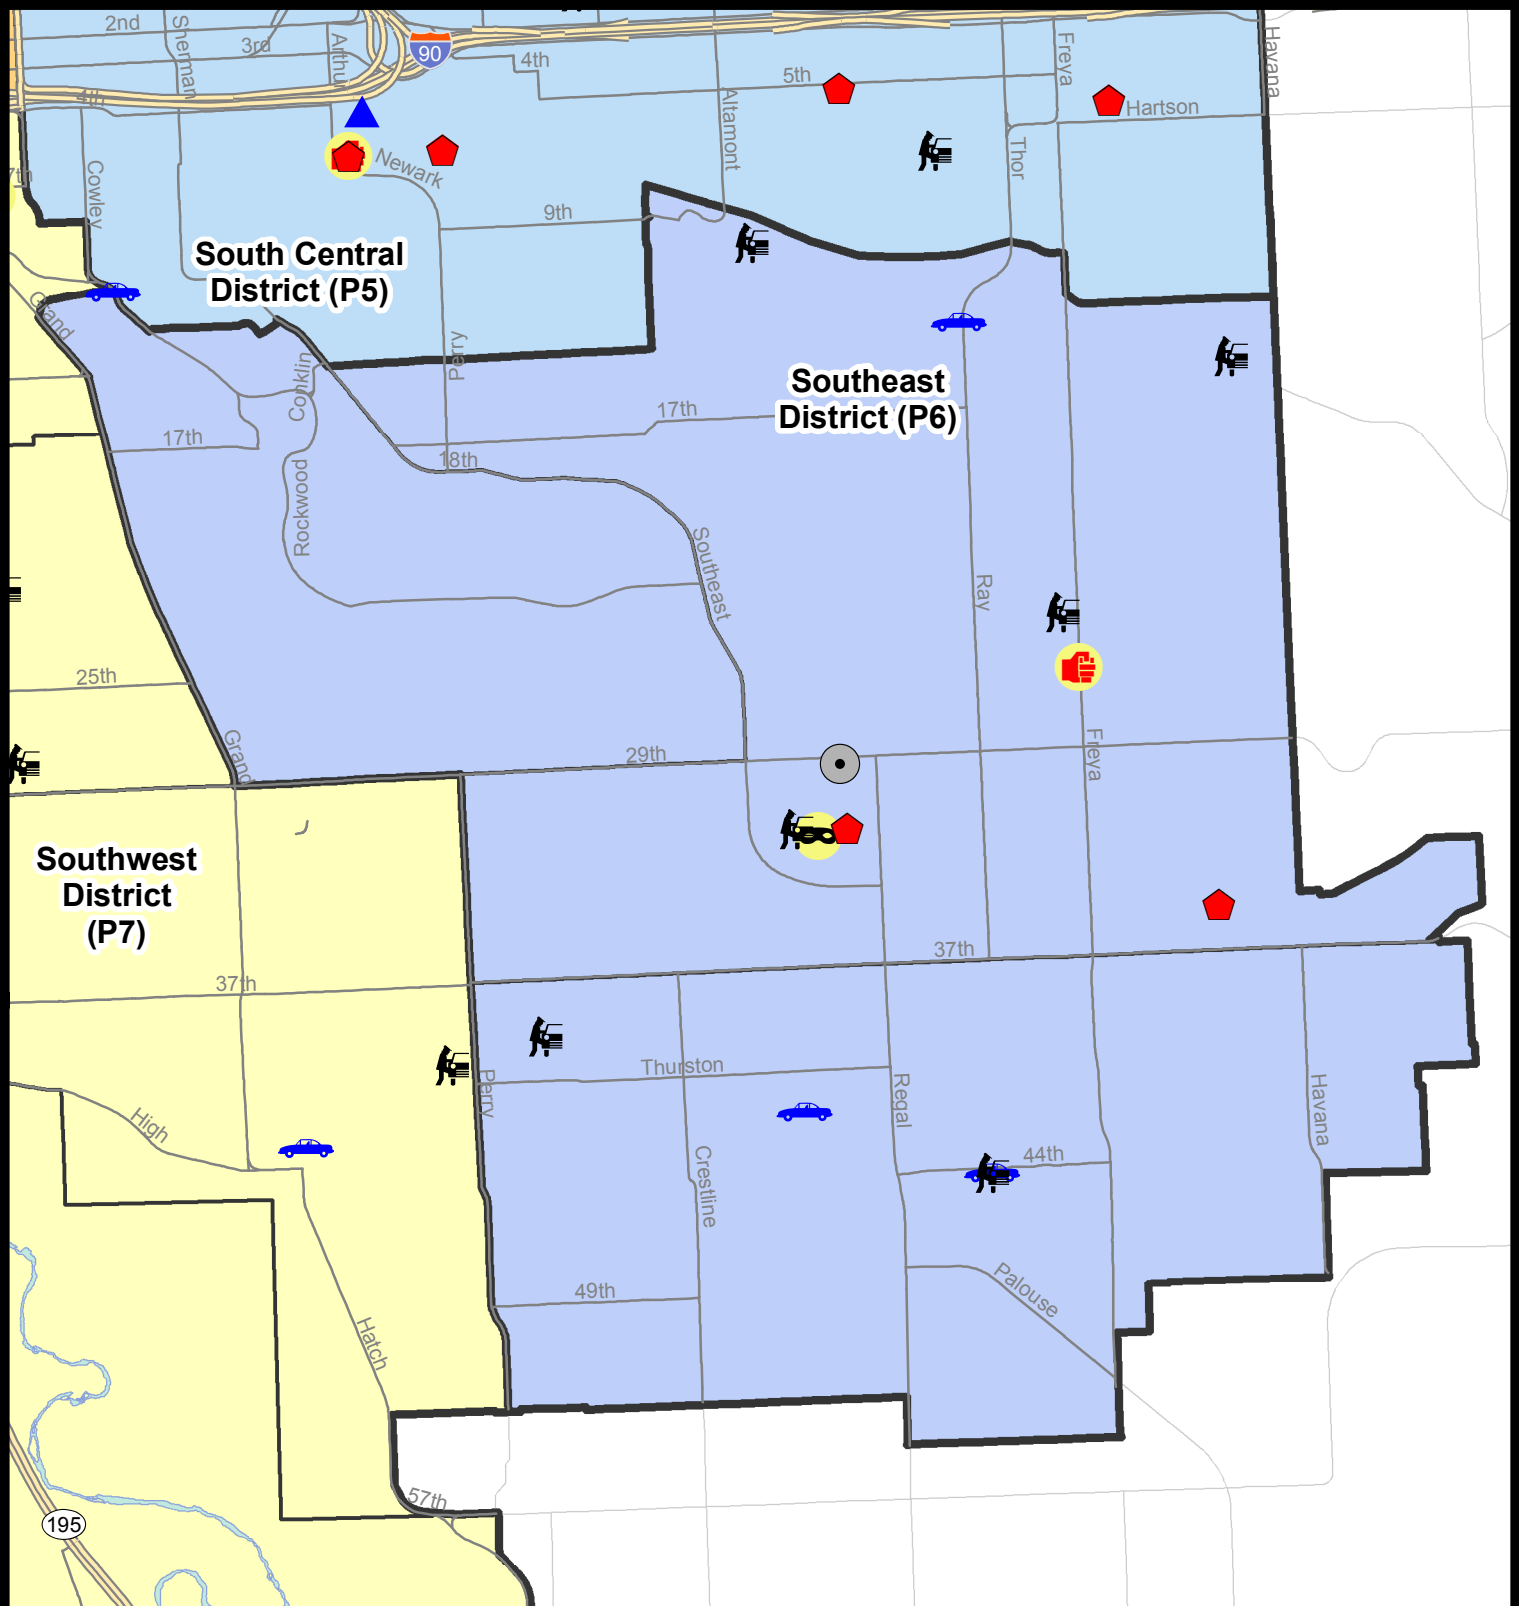 2nd
Sherman
3rd
Arthur
90
4th
5th
Freya
Havana
4th
Altamont
Hartson
7th
Cowley
Newark
Thor
9th
South Central
District (P5)
Grand
Perry
Conklin
Southeast
District (P6)
17th
17th
18th
Rockwood
Southeast
Ray
25th
Grand
29th
Freya
Southwest
District
(P7)
37th
37th
Thurston
Perry
Regal
Havana
High
44th
Crestline
49th
Palouse
Hatch
57th
195